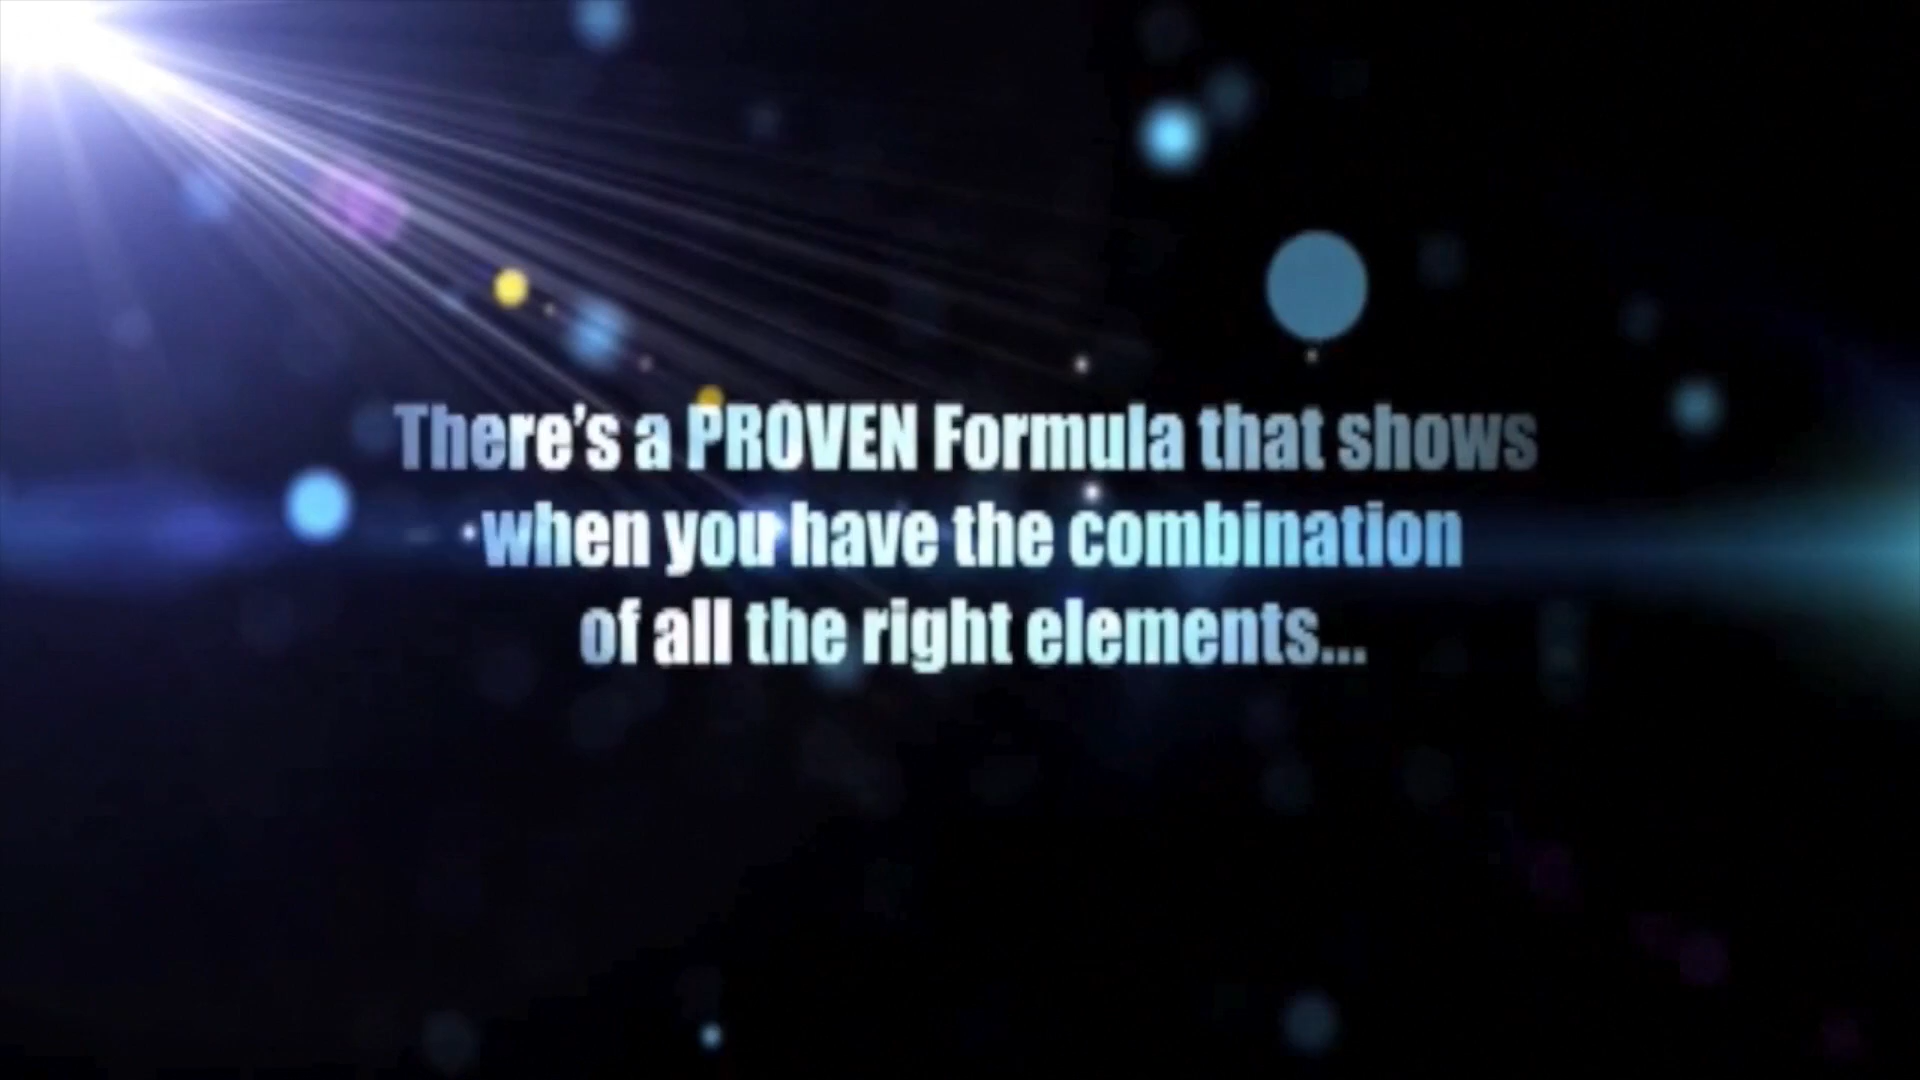 There’s a PROVEN Formula that shows
when you have the combination
of all the right elements...